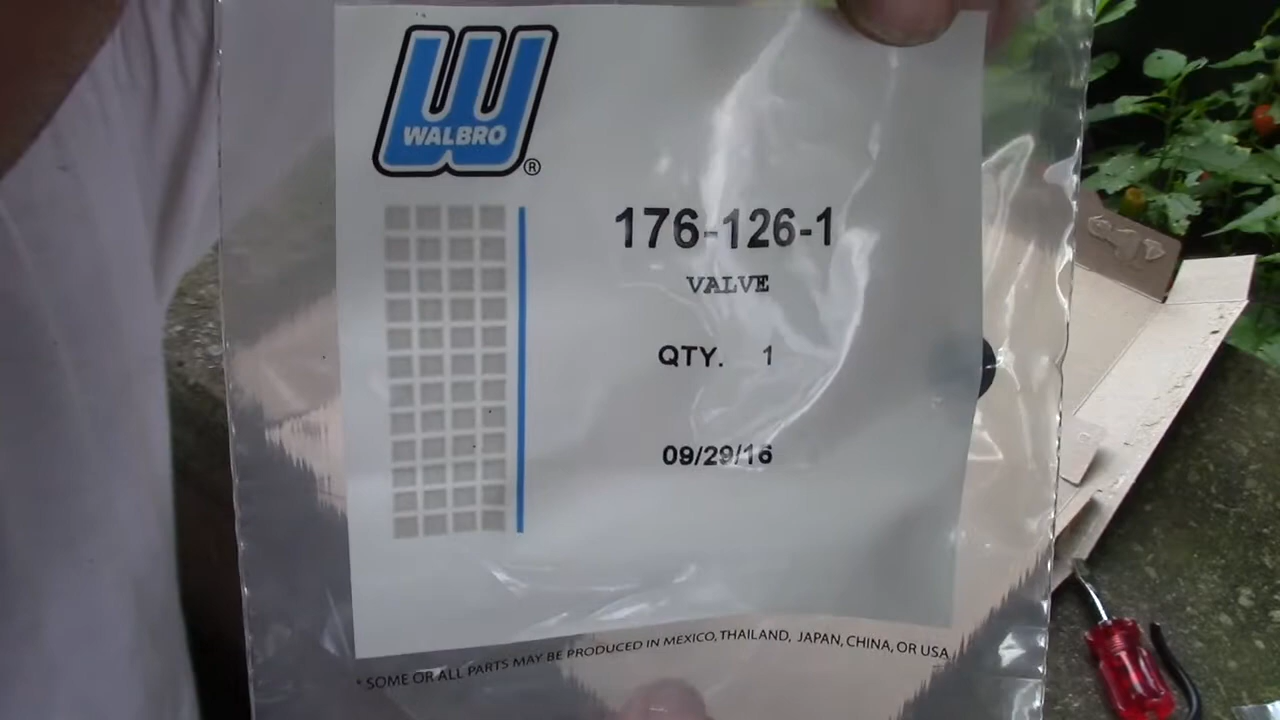 WALBRO
®
176-126-1
VALVE
QTY. 1
09/29/16
* SOME OR ALL PARTS MAY BE PRODUCED IN MEXICO, THAILAND, JAPAN, CHINA, OR USA